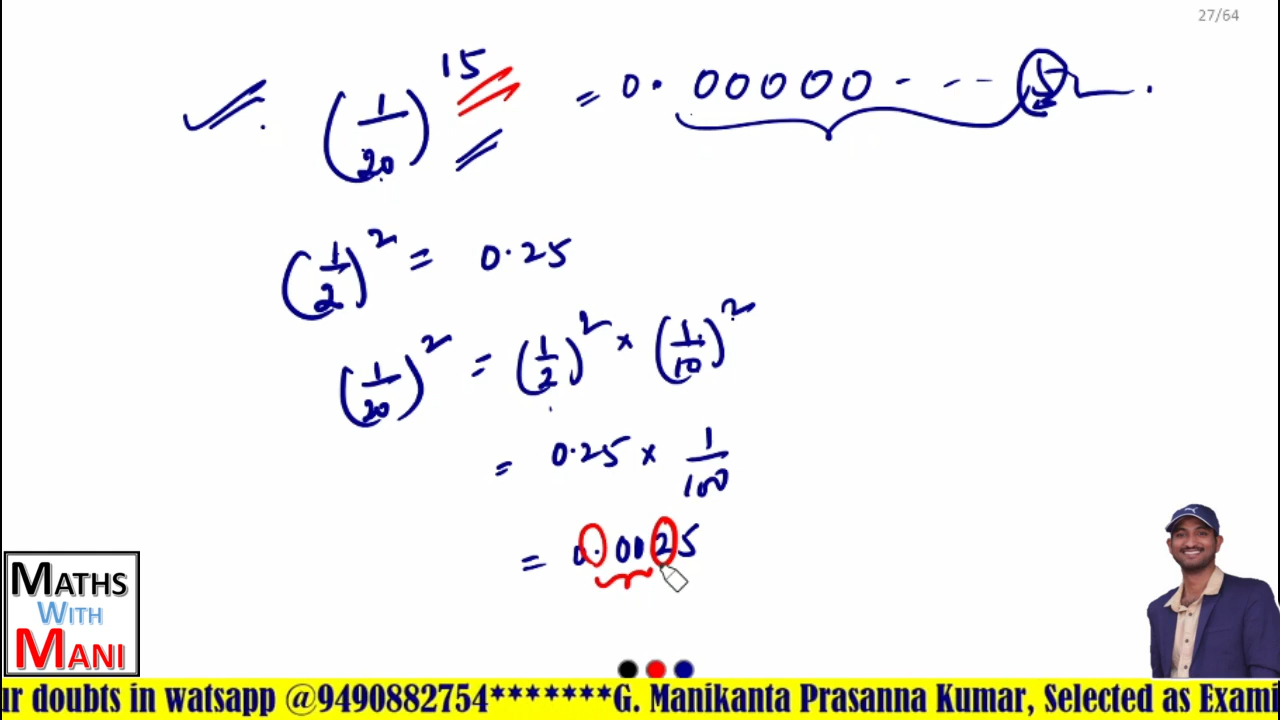 27/64
(1/20)^15 = 0.00000 - - - 5 .
(1/2)^2 = 0.25
(1/20)^2 = (1/2)^2 × (1/10)^2
= 0.25 × 1/100
= 0.0025
MATHS
WITH
MANI
ur doubts in watsapp @9490882754*******G. Manikanta Prasanna Kumar, Selected as Exami